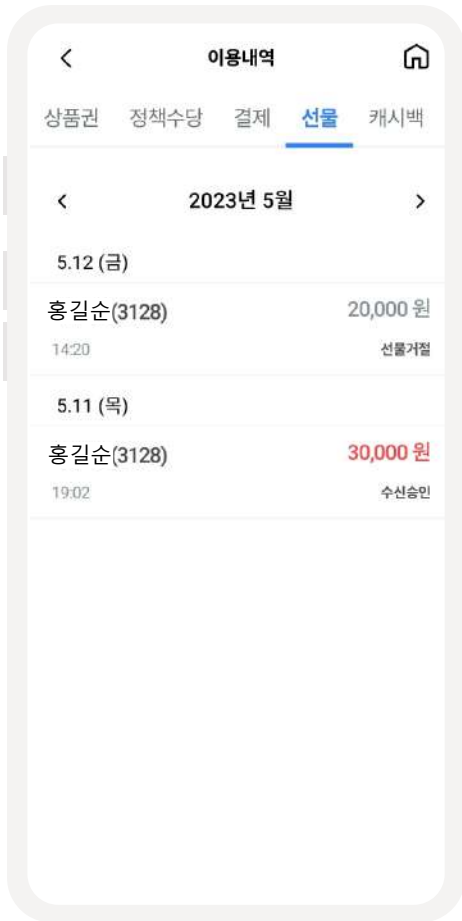 이용내역
상품권 정책수당 결제 선물 캐시백
2023년 5월
5.12 (금)
홍길순(3128) 20,000 원
14:20 선물거절
5.11 (목)
홍길순(3128) 30,000 원
19:02 수신승인